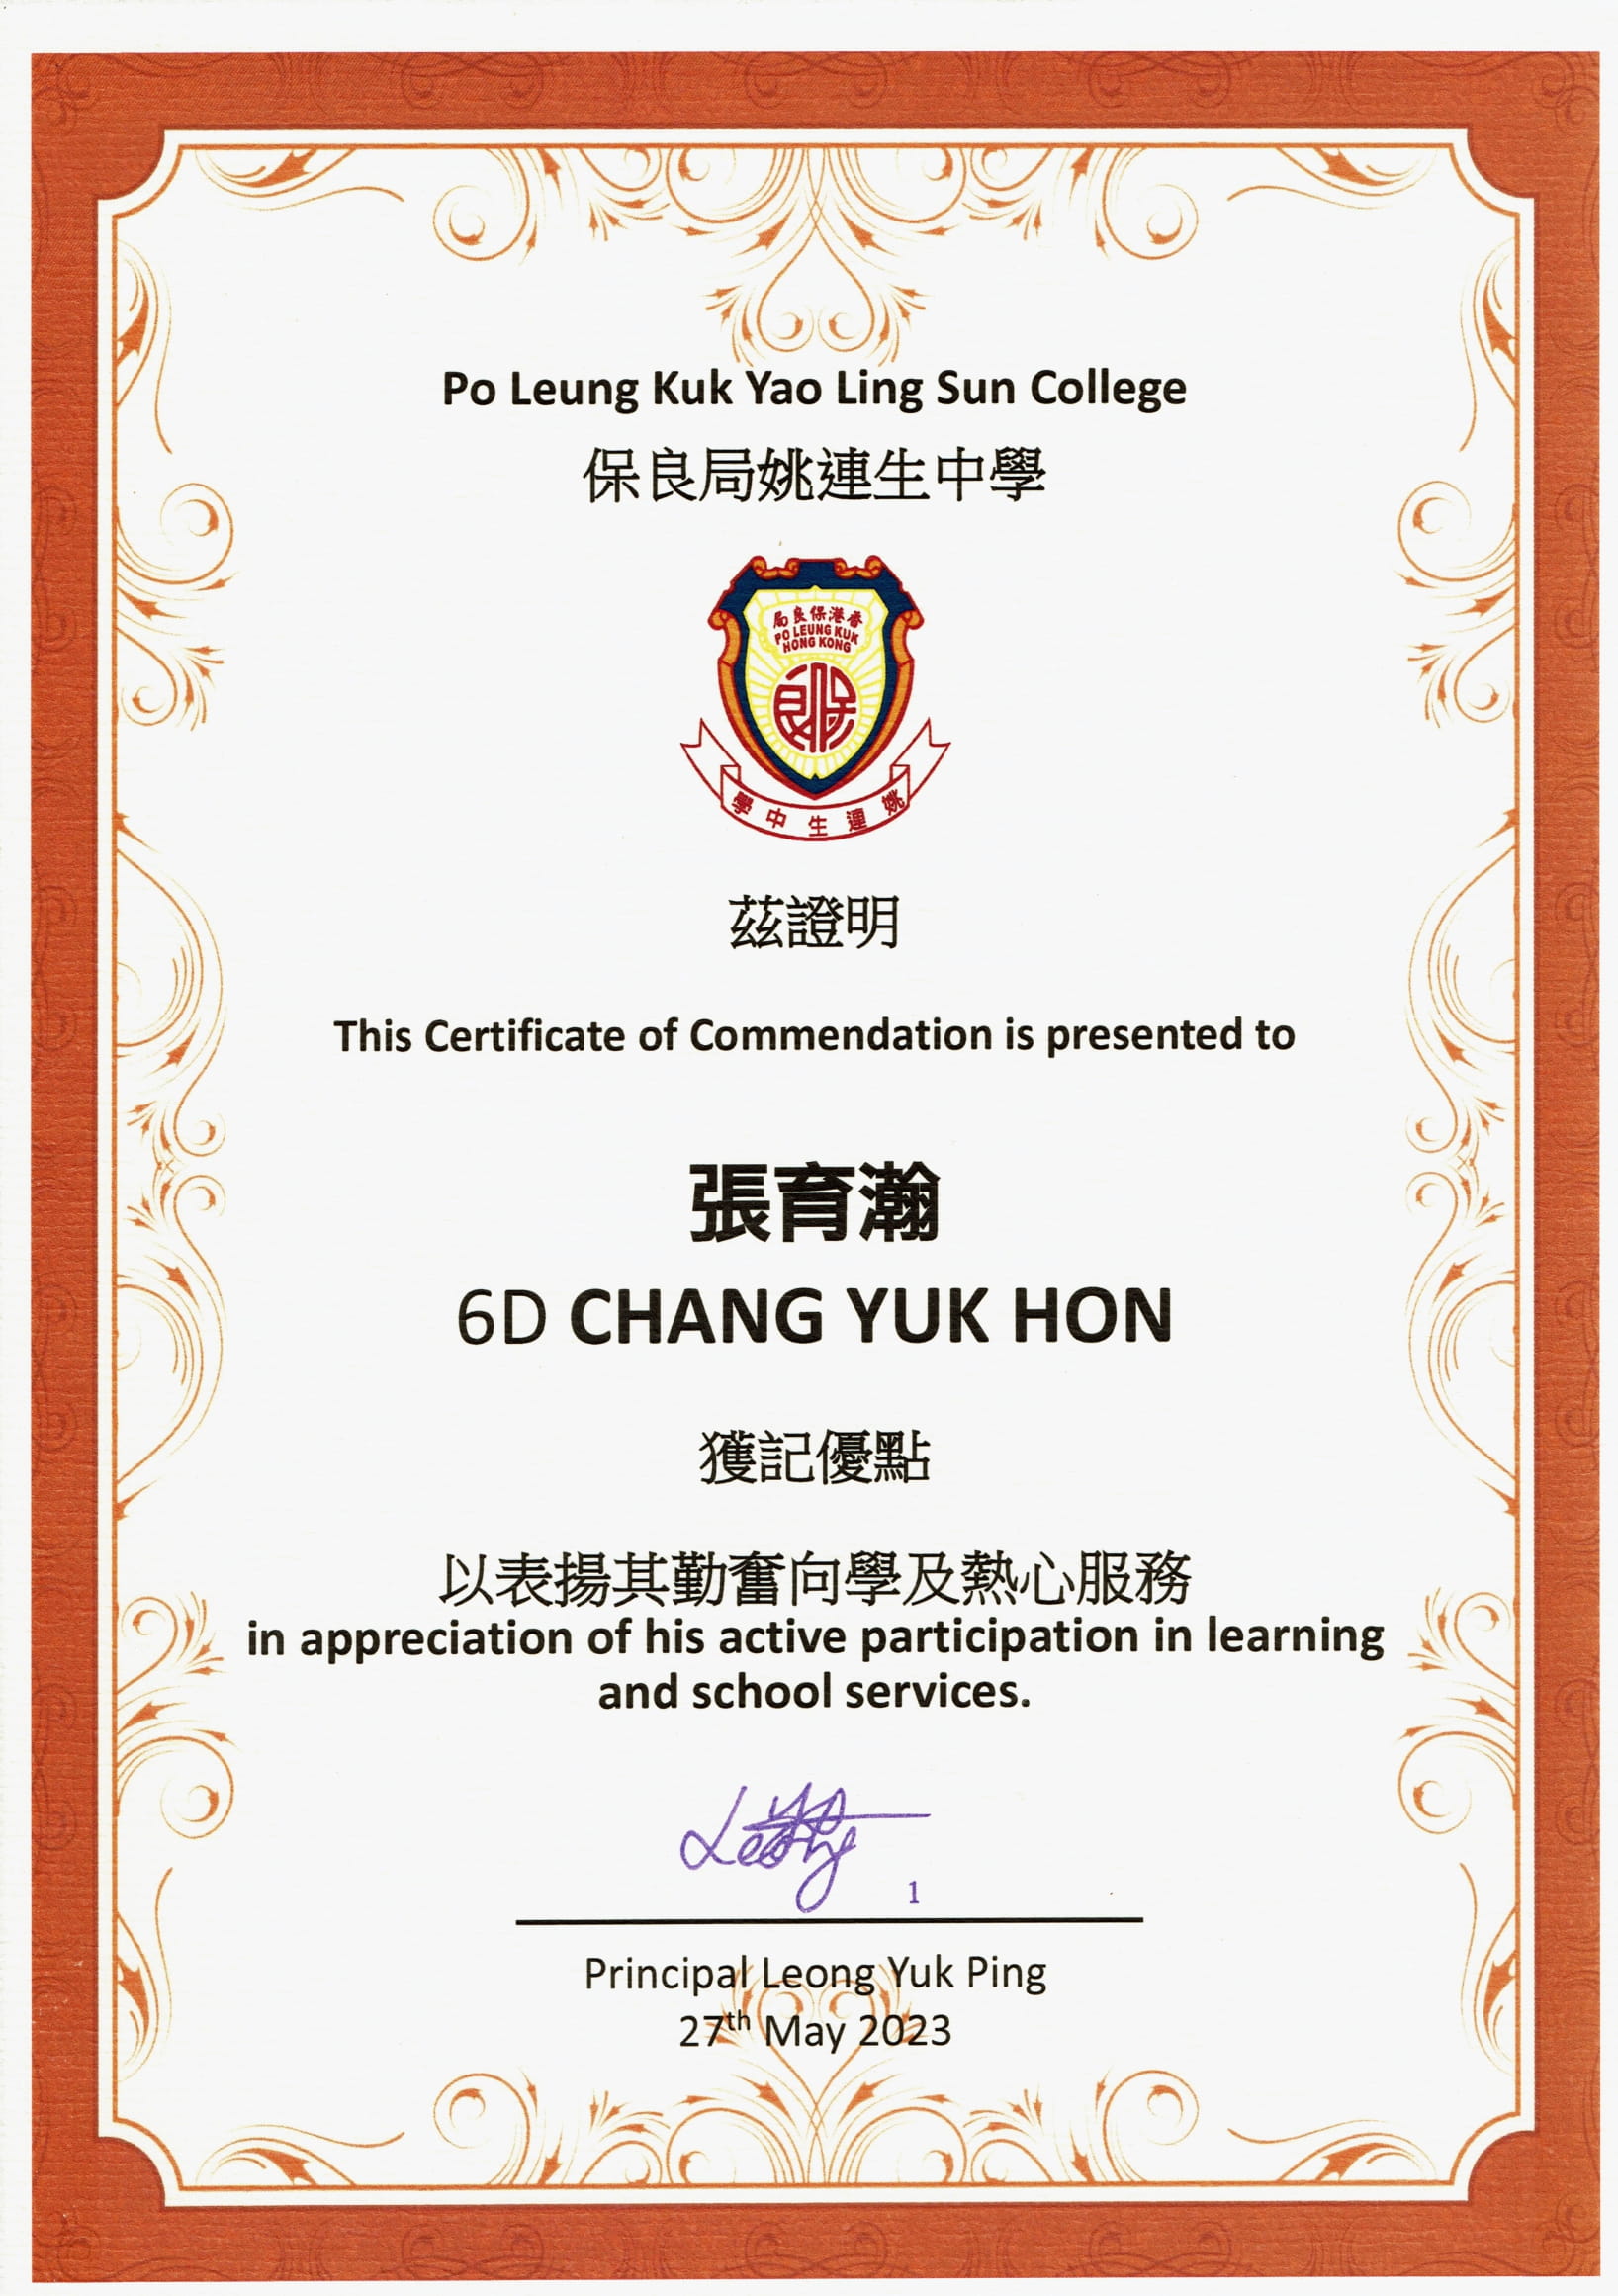 Po Leung Kuk Yao Ling Sun College
保良局姚連生中學
局良保港香
PO LEUNG KUK
HONG KONG
學中生連姚
茲證明
This Certificate of Commendation is presented to
張育瀚
6D CHANG YUK HON
獲記優點
以表揚其勤奮向學及熱心服務
in appreciation of his active participation in learning
and school services.
1
Principal Leong Yuk Ping
27th May 2023